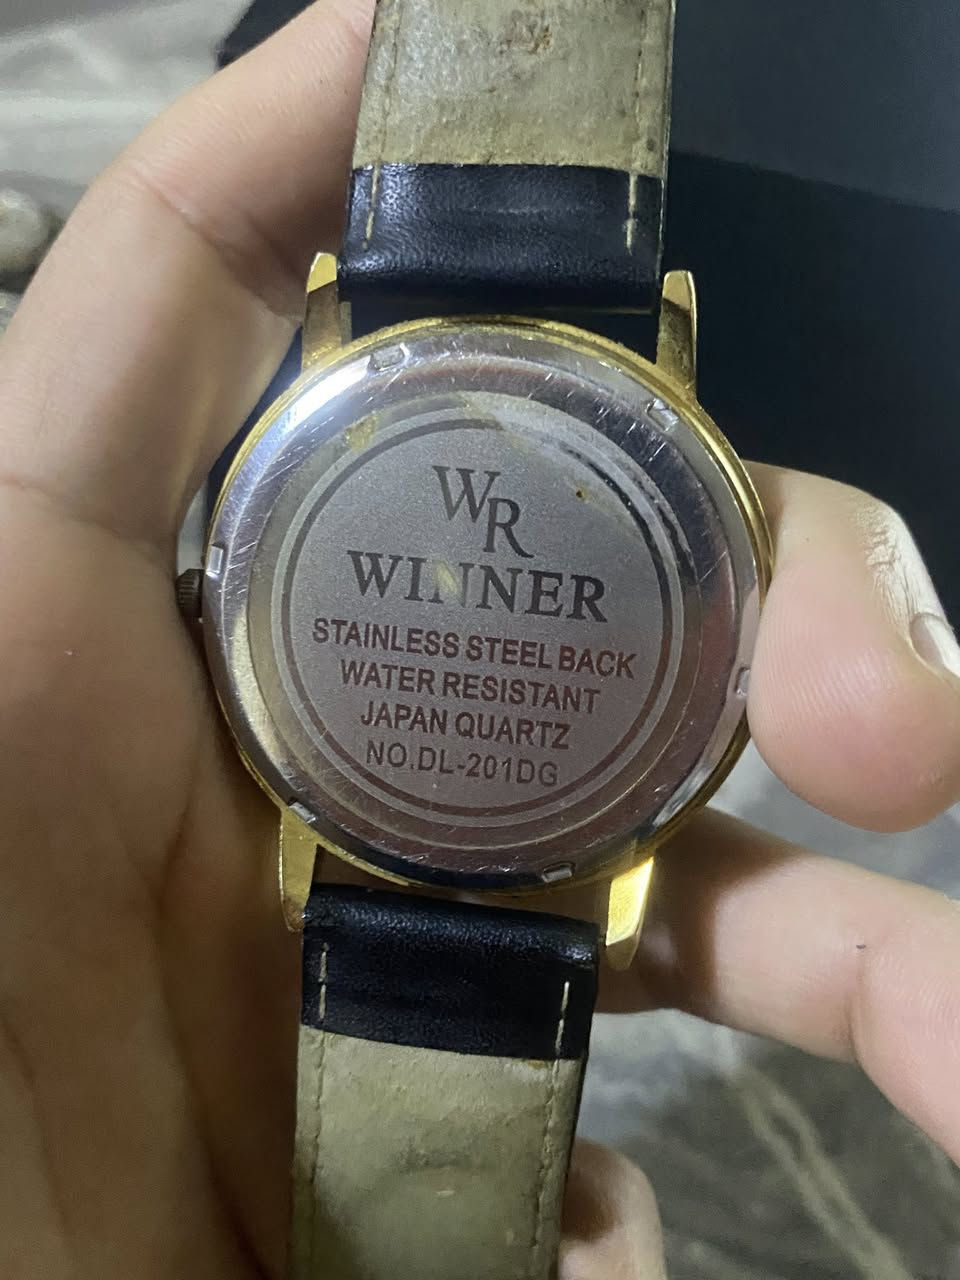 WR
WINNER
STAINLESS STEEL BACK
WATER RESISTANT
JAPAN QUARTZ
NO.DL-201DG